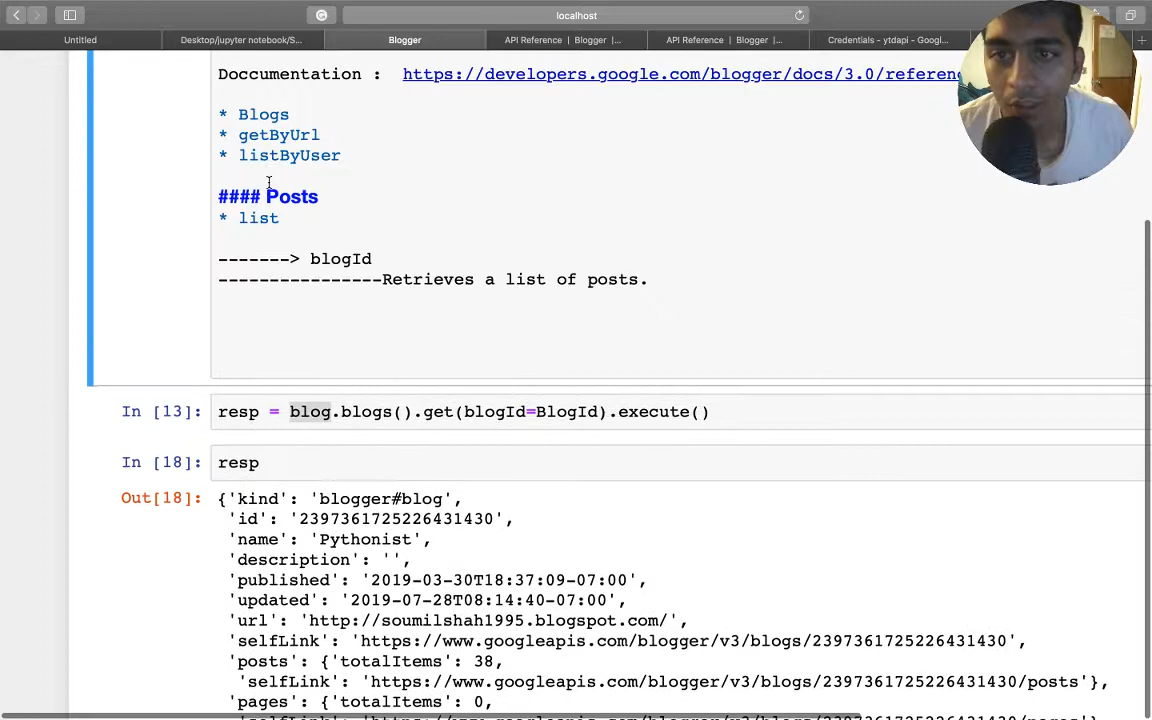 localhost
Untitled
Desktop/jupyter notebook/S...
Blogger
API Reference | Blogger |...
API Reference | Blogger |...
Credentials - ytdapi - Googl...
Doccumentation : https://developers.google.com/blogger/docs/3.0/referen
* Blogs
* getByUrl
* listByUser
#### Posts
* list
-------> blogId
----------------Retrieves a list of posts.
In [13]: resp = blog.blogs().get(blogId=BlogId).execute()
In [18]: resp
Out[18]: {'kind': 'blogger#blog',
'id': '2397361725226431430',
'name': 'Pythonist',
'description': '',
'published': '2019-03-30T18:37:09-07:00',
'updated': '2019-07-28T08:14:40-07:00',
'url': 'http://soumilshah1995.blogspot.com/',
'selfLink': 'https://www.googleapis.com/blogger/v3/blogs/2397361725226431430',
'posts': {'totalItems': 38,
'selfLink': 'https://www.googleapis.com/blogger/v3/blogs/2397361725226431430/posts'},
'pages': {'totalItems': 0,